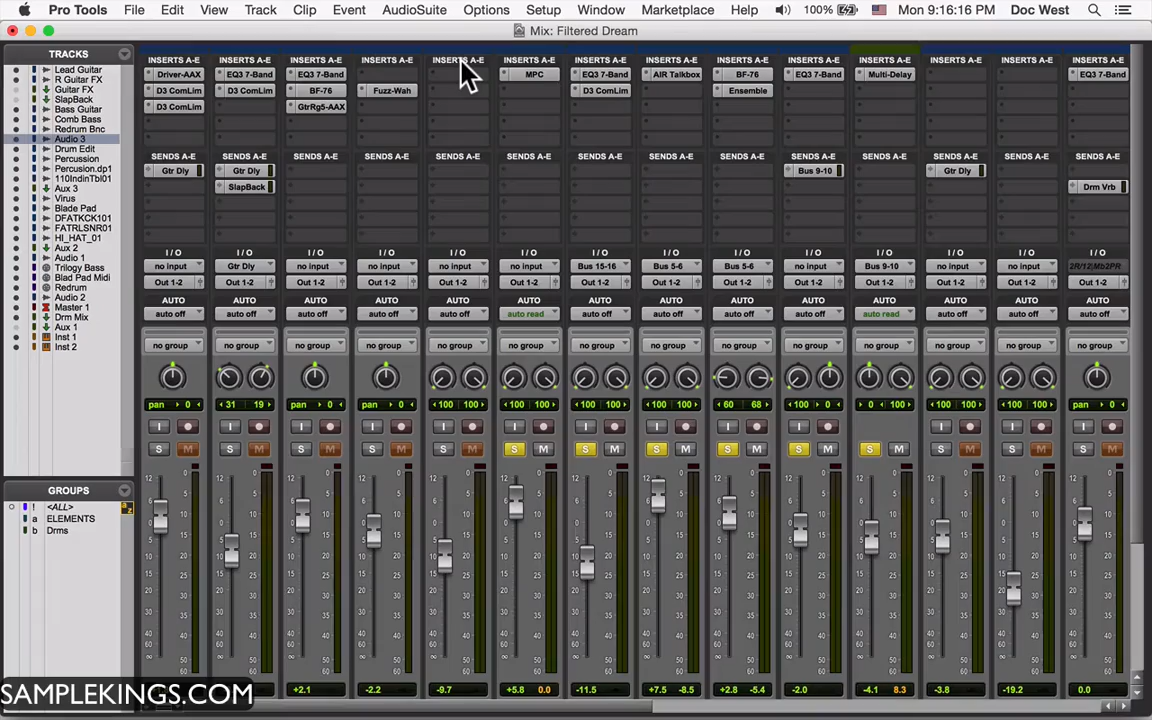 Pro Tools File Edit View Track Clip Event AudioSuite Options Setup Window Marketplace Help 100% Mon 9:16:16 PM Doc West
Mix: Filtered Dream
TRACKS
Lead Guitar
R Guitar FX
Guitar FX
SlapBack
Bass Guitar
Comb Bass
Redrum Bnc
Audio 3
Drum Edit
Percussion
Percusion.dp1
110IndinTbl01
Aux 3
Virus
Blade Pad
DFATKCK101
FATRLSNR01
HI_HAT_01
Aux 2
Audio 1
Trilogy Bass
Blad Pad Midi
Redrum
Audio 2
Master 1
Drm Mix
Aux 1
Inst 1
Inst 2
GROUPS
! <ALL>
a ELEMENTS
b Drms
INSERTS A-E INSERTS A-E INSERTS A-E INSERTS A-E INSERTS A-E INSERTS A-E INSERTS A-E INSERTS A-E INSERTS A-E INSERTS A-E INSERTS A-E INSERTS A-E INSERTS A-E INSERTS A-E
Driver-AAX EQ3 7-Band EQ3 7-Band MPC EQ3 7-Band AIR Talkbox BF-76 EQ3 7-Band Multi-Delay EQ3 7-Band
D3 ComLim D3 ComLim BF-76 Fuzz-Wah D3 ComLim Ensemble
D3 ComLim GtrRg5-AAX
SENDS A-E SENDS A-E SENDS A-E SENDS A-E SENDS A-E SENDS A-E SENDS A-E SENDS A-E SENDS A-E SENDS A-E SENDS A-E SENDS A-E SENDS A-E SENDS A-E
Gtr Dly Gtr Dly Bus 9-10 Gtr Dly
SlapBack Drm Vrb
I/O I/O I/O I/O I/O I/O I/O I/O I/O I/O I/O I/O I/O I/O
no input Gtr Dly no input no input no input no input Bus 15-16 Bus 5-6 Bus 5-6 no input Bus 9-10 no input no input
Out 1-2 Out 1-2 Out 1-2 Out 1-2 Out 1-2 Out 1-2 Out 1-2 Out 1-2 Out 1-2 Out 1-2 Out 1-2 Out 1-2 Out 1-2 Out 1-2
AUTO AUTO AUTO AUTO AUTO AUTO AUTO AUTO AUTO AUTO AUTO AUTO AUTO AUTO
auto off auto off auto off auto off auto off auto read auto off auto off auto off auto off auto read auto off auto off auto off
no group no group no group no group no group no group no group no group no group no group no group no group no group no group
pan 0 31 19 pan 0 pan 0 100 100 100 100 100 100 100 100 60 68 100 0 0 100 100 100 100 100 pan 0
I I I I I I I I I I I I I
S M S M S M S M S M S M S M S M S M S M S M S M S M S M
+2.1 -2.2 -9.7 +5.8 0.0 -11.5 +7.5 -8.5 +2.8 -5.4 -2.0 -4.1 8.3 -3.8 -19.2 0.0
SAMPLEKINGS.COM